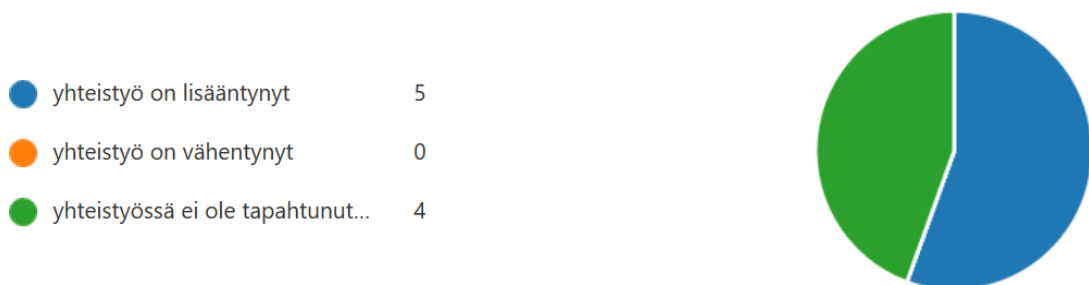 yhteistyö on lisääntynyt 5
yhteistyö on vähentynyt 0
yhteistyössä ei ole tapahtunut... 4